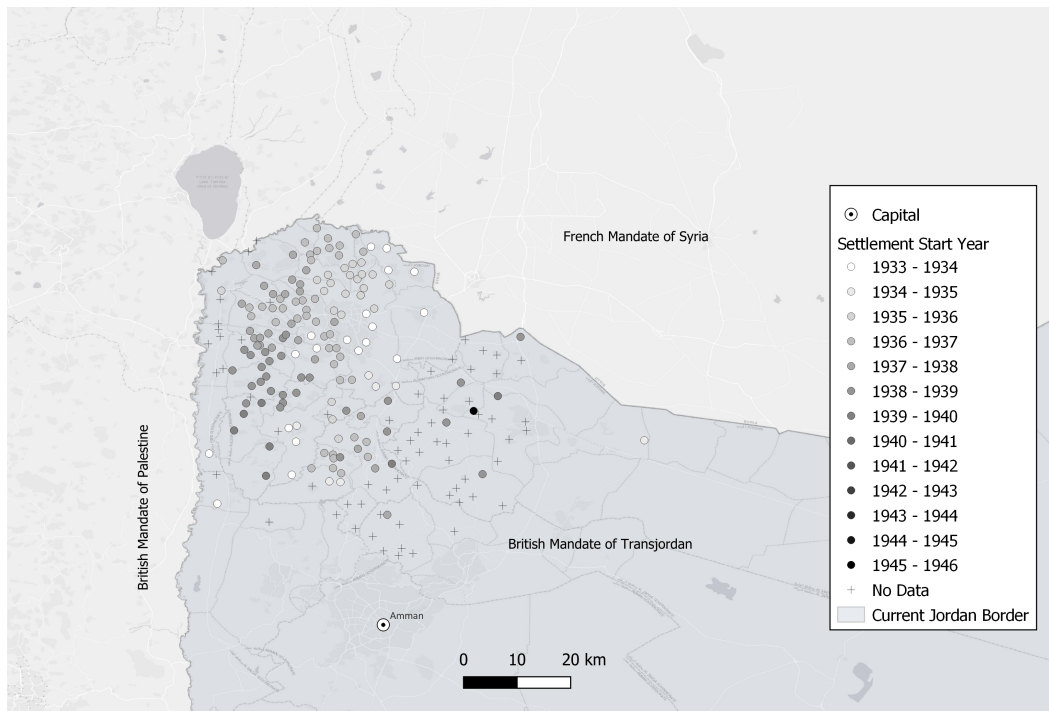 French Mandate of Syria
British Mandate of Palestine
British Mandate of Transjordan
Amman
0 10 20 km
Capital
Settlement Start Year
1933 - 1934
1934 - 1935
1935 - 1936
1936 - 1937
1937 - 1938
1938 - 1939
1939 - 1940
1940 - 1941
1941 - 1942
1942 - 1943
1943 - 1944
1944 - 1945
1945 - 1946
No Data
Current Jordan Border